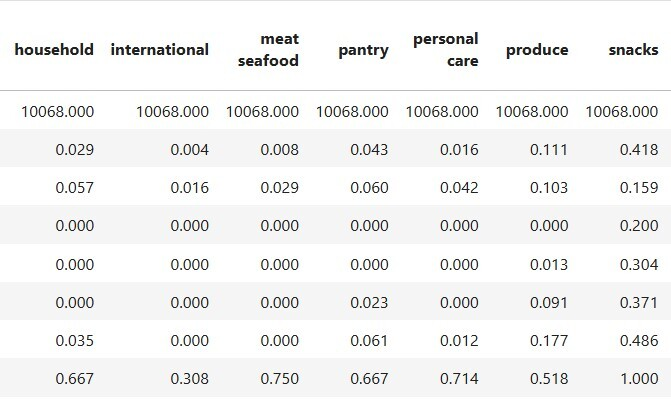 household international meat seafood pantry personal care produce snacks
10068.000 10068.000 10068.000 10068.000 10068.000 10068.000 10068.000
0.029 0.004 0.008 0.043 0.016 0.111 0.418
0.057 0.016 0.029 0.060 0.042 0.103 0.159
0.000 0.000 0.000 0.000 0.000 0.000 0.200
0.000 0.000 0.000 0.000 0.000 0.013 0.304
0.000 0.000 0.000 0.023 0.000 0.091 0.371
0.035 0.000 0.000 0.061 0.012 0.177 0.486
0.667 0.308 0.750 0.667 0.714 0.518 1.000